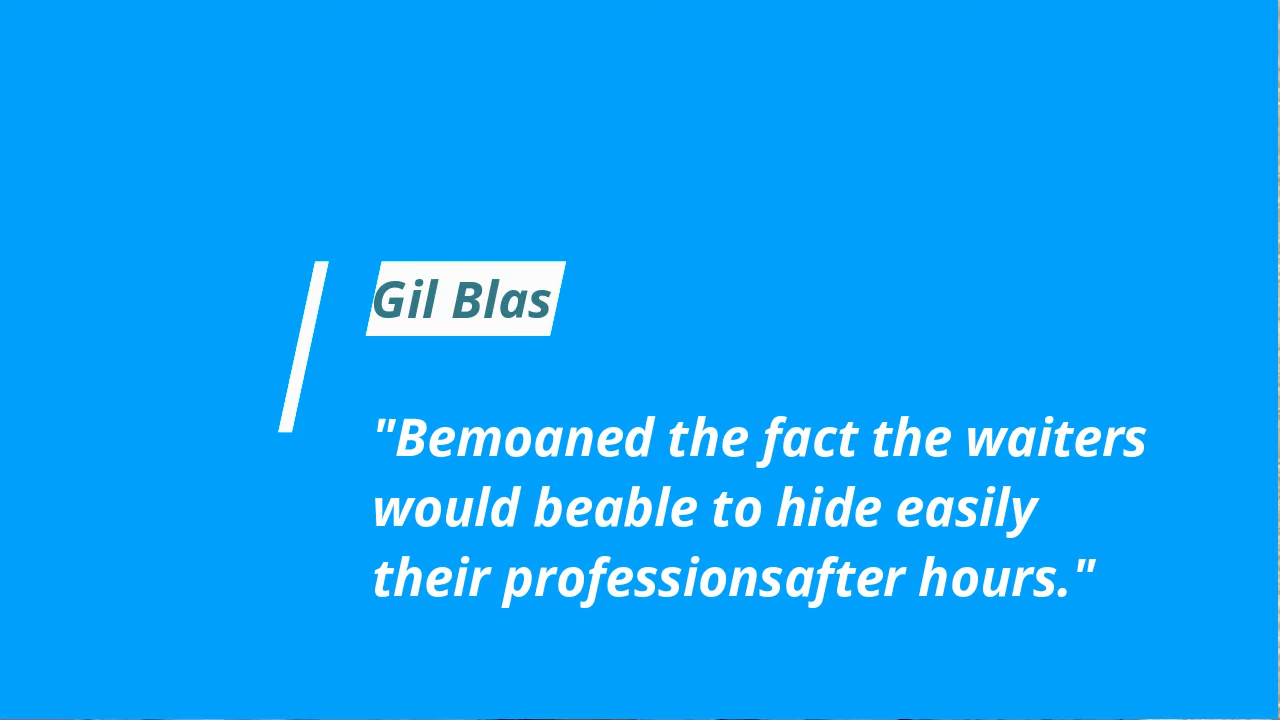 Gil Blas
"Bemoaned the fact the waiters
would beable to hide easily
their professionsafter hours."